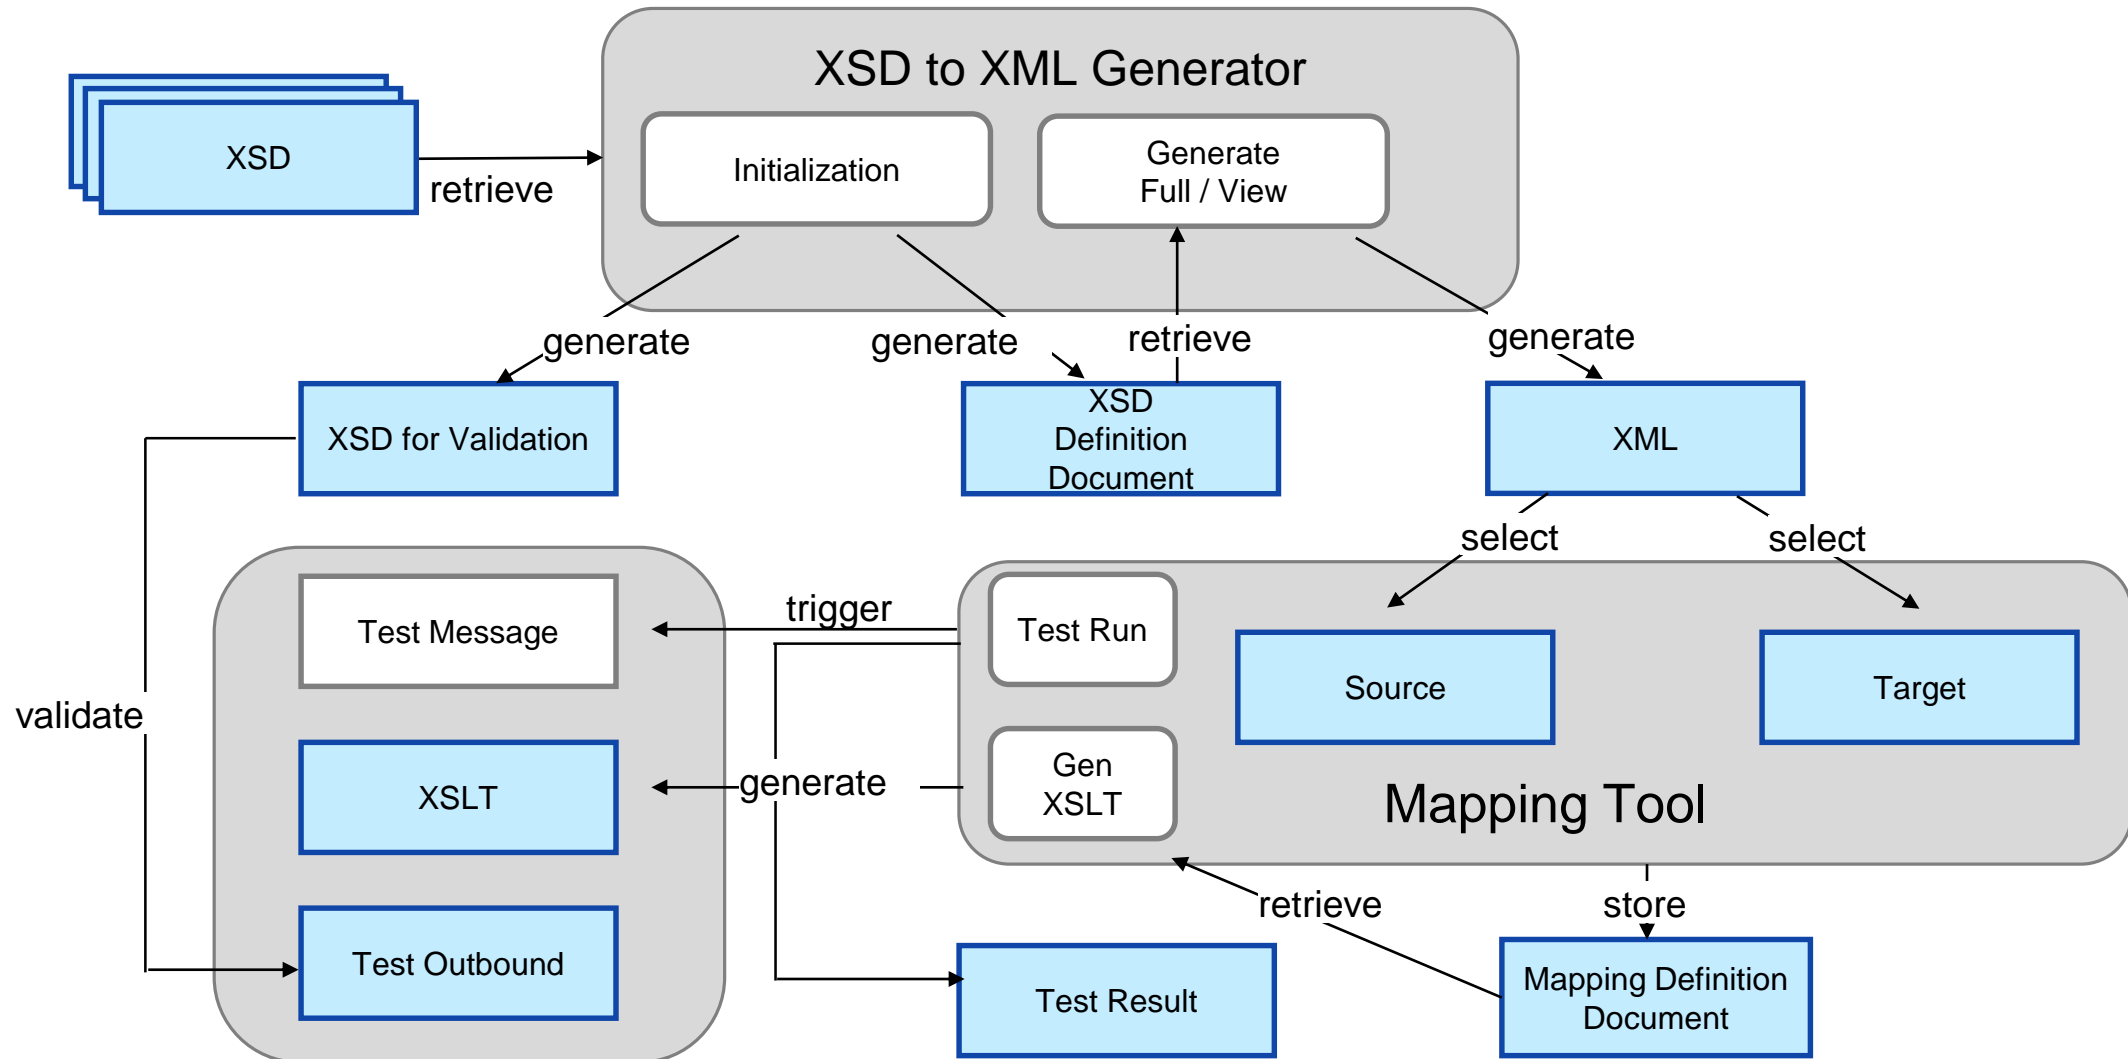 XSD to XML Generator
XSD
retrieve
Initialization
Generate
Full / View
generate
generate
retrieve
generate
XSD for Validation
XSD
Definition
Document
XML
select
select
validate
Test Message
trigger
Test Run
Source
Target
XSLT
generate
Gen
XSLT
Mapping Tool
retrieve
store
Test Outbound
Test Result
Mapping Definition
Document